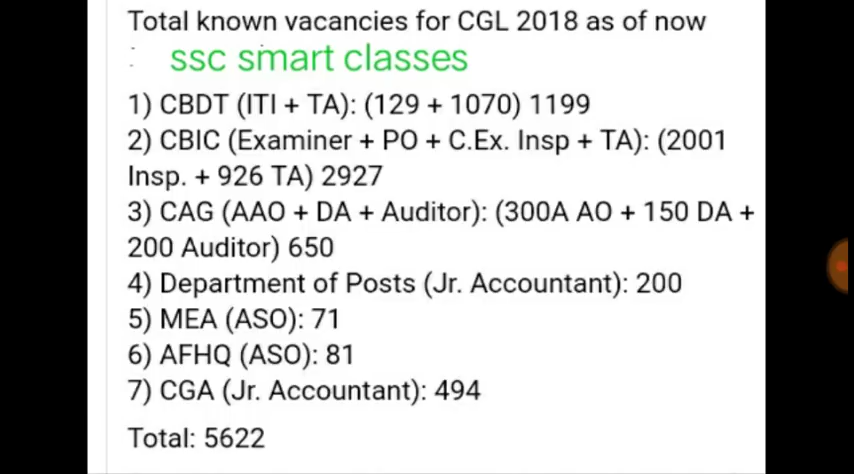 Total known vacancies for CGL 2018 as of now
ssc smart classes
1) CBDT (ITI + TA): (129 + 1070) 1199
2) CBIC (Examiner + PO + C.Ex. Insp + TA): (2001
Insp. + 926 TA) 2927
3) CAG (AAO + DA + Auditor): (300A AO + 150 DA +
200 Auditor) 650
4) Department of Posts (Jr. Accountant): 200
5) MEA (ASO): 71
6) AFHQ (ASO): 81
7) CGA (Jr. Accountant): 494
Total: 5622